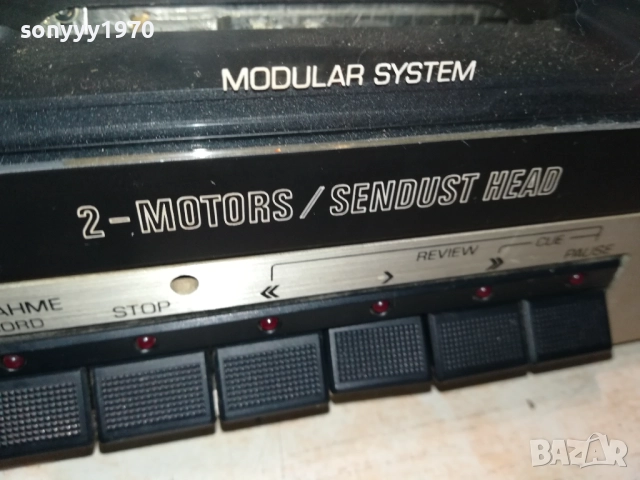 sonyyy1970
MODULAR SYSTEM
2-MOTORS/SENDUST HEAD
REVIEW
CUE
AHME
STOP
« > »
PAUSE
ORD
BAZAR